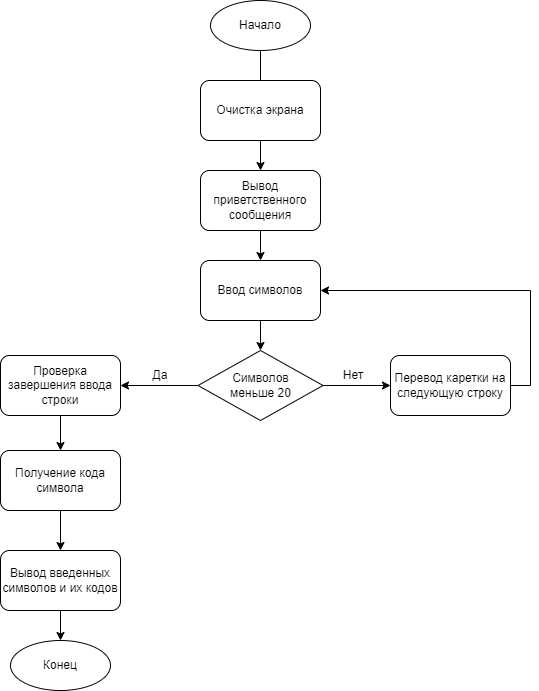 Начало
Очистка экрана
Вывод
приветственного
сообщения
Ввод символов
Символов
меньше 20
Да
Нет
Проверка
завершения ввода
строки
Перевод каретки на
следующую строку
Получение кода
символа
Вывод введенных
символов и их кодов
Конец